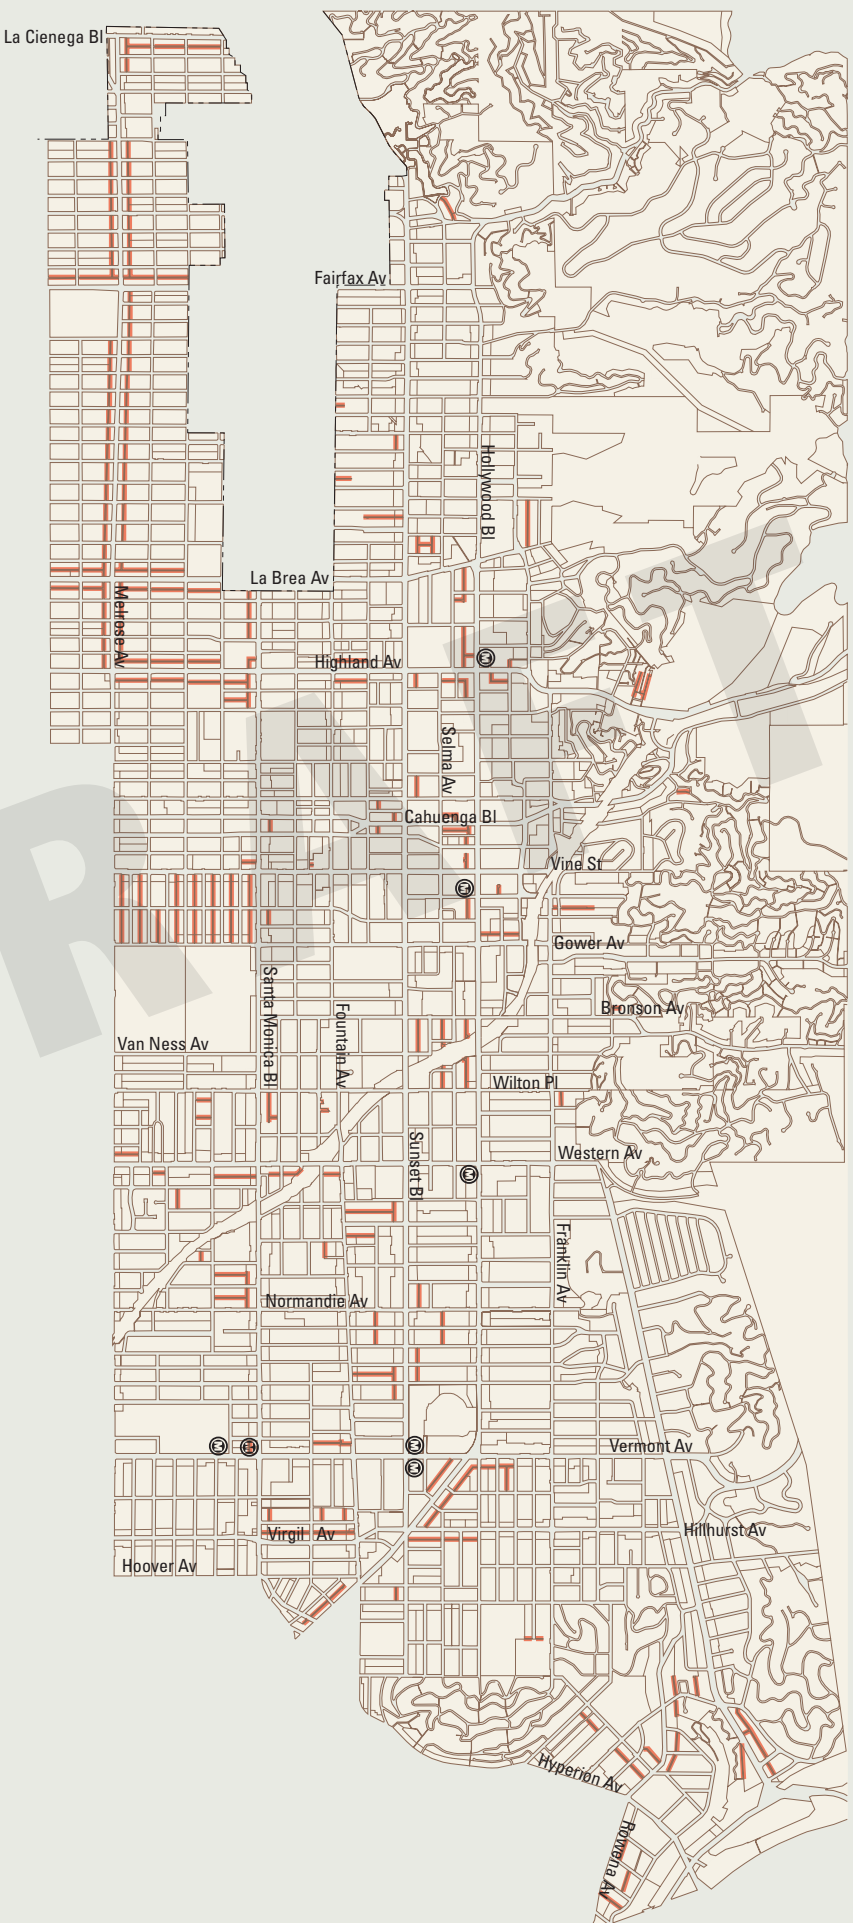 La Cienega Bl
Fairfax Av
Hollywood Bl
La Brea Av
Melrose Av
Highland Av
Selma Av
Cahuenga Bl
Vine St
Gower Av
Santa Monica Bl
Fountain Av
Bronson Av
Van Ness Av
Wilton Pl
Sunset Bl
Western Av
Franklin Av
Normandie Av
Vermont Av
Virgil Av
Hillhurst Av
Hoover Av
Hyperion Av
Rowena Av
M
M
M
M
M
M
M
RAFT